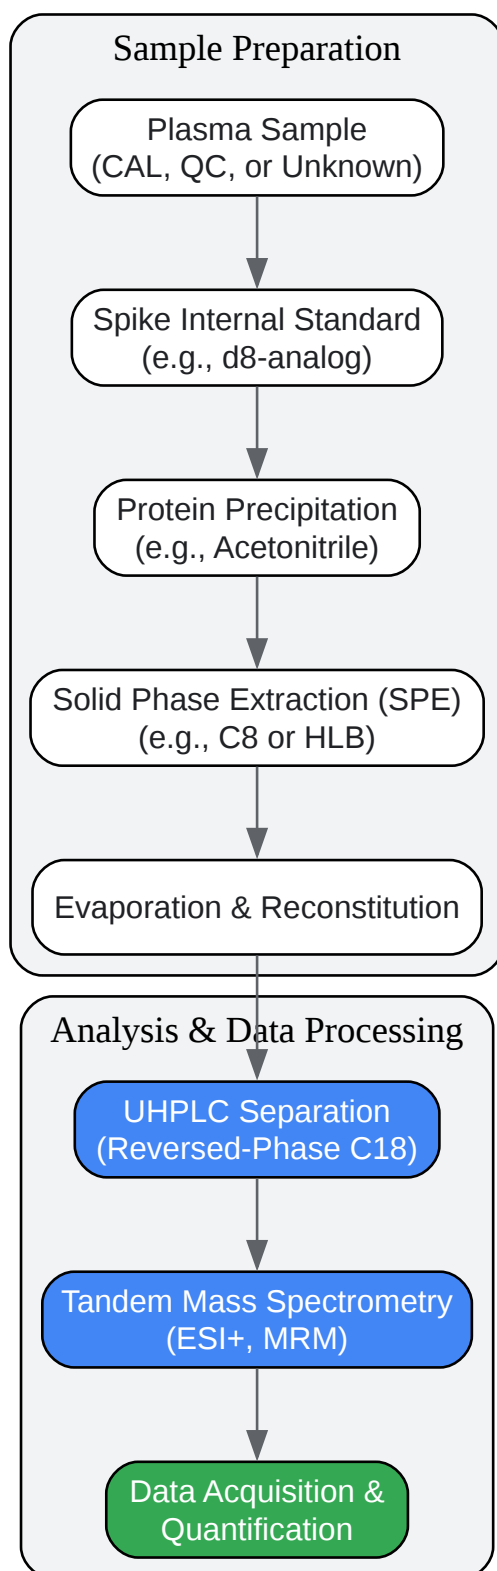 Sample Preparation
Plasma Sample
(CAL, QC, or Unknown)
Spike Internal Standard
(e.g., d8-analog)
Protein Precipitation
(e.g., Acetonitrile)
Solid Phase Extraction (SPE)
(e.g., C8 or HLB)
Evaporation & Reconstitution
Analysis & Data Processing
UHPLC Separation
(Reversed-Phase C18)
Tandem Mass Spectrometry
(ESI+, MRM)
Data Acquisition &
Quantification